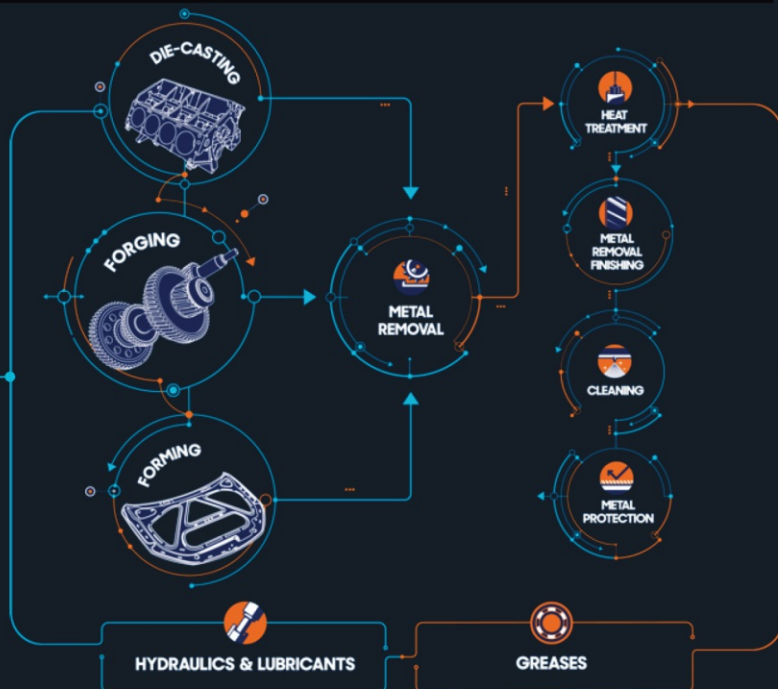 DIE-CASTING
FORGING
FORMING
METAL
REMOVAL
HEAT
TREATMENT
METAL
REMOVAL
FINISHING
CLEANING
METAL
PROTECTION
HYDRAULICS & LUBRICANTS
GREASES